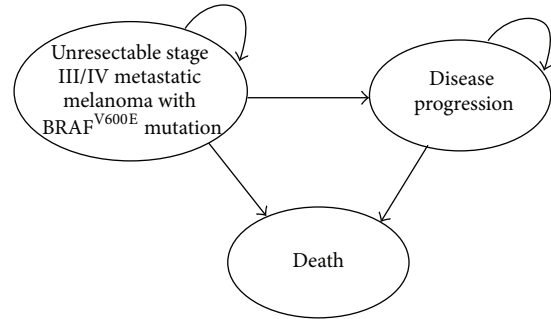 Unresectable stage
III/IV metastatic
melanoma with
BRAF^V600E mutation
Disease
progression
Death